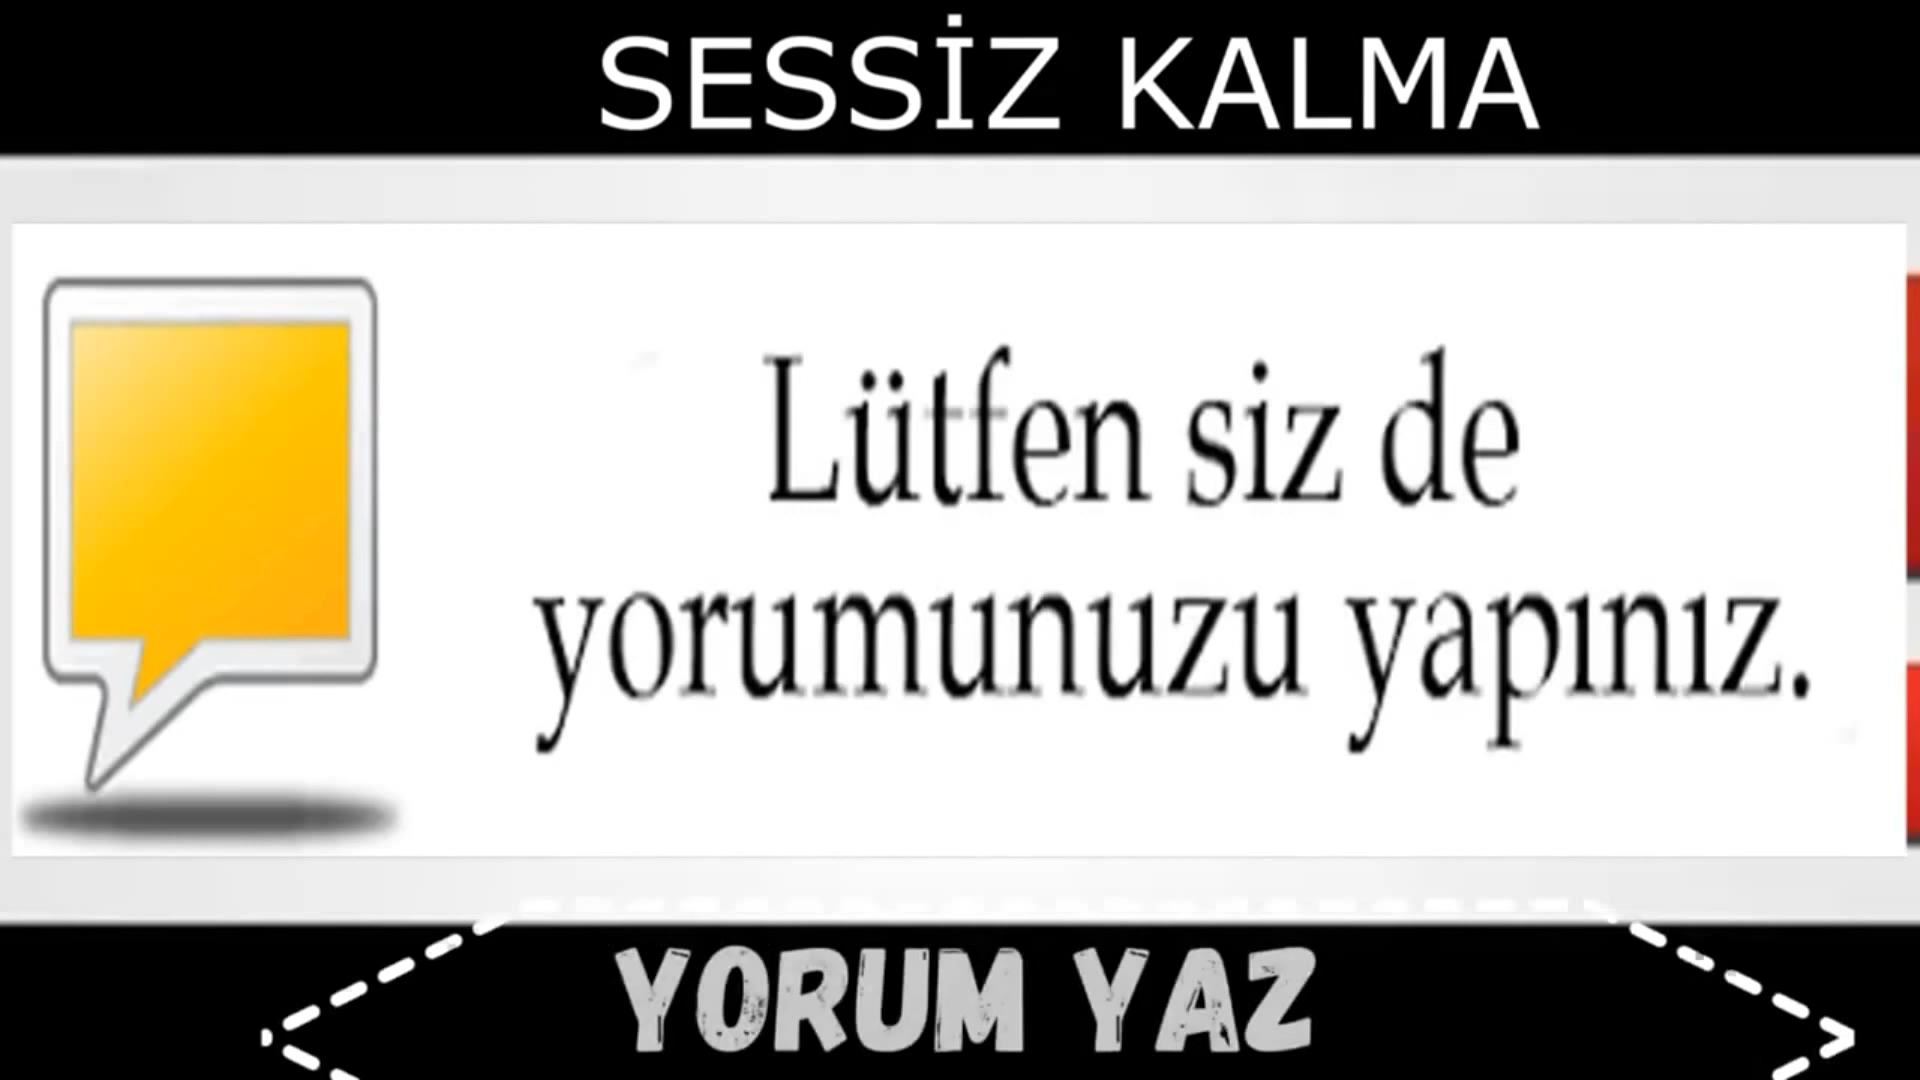 SESSİZ KALMA
Lütfen siz de
yorumunuzu yapınız.
YORUM YAZ